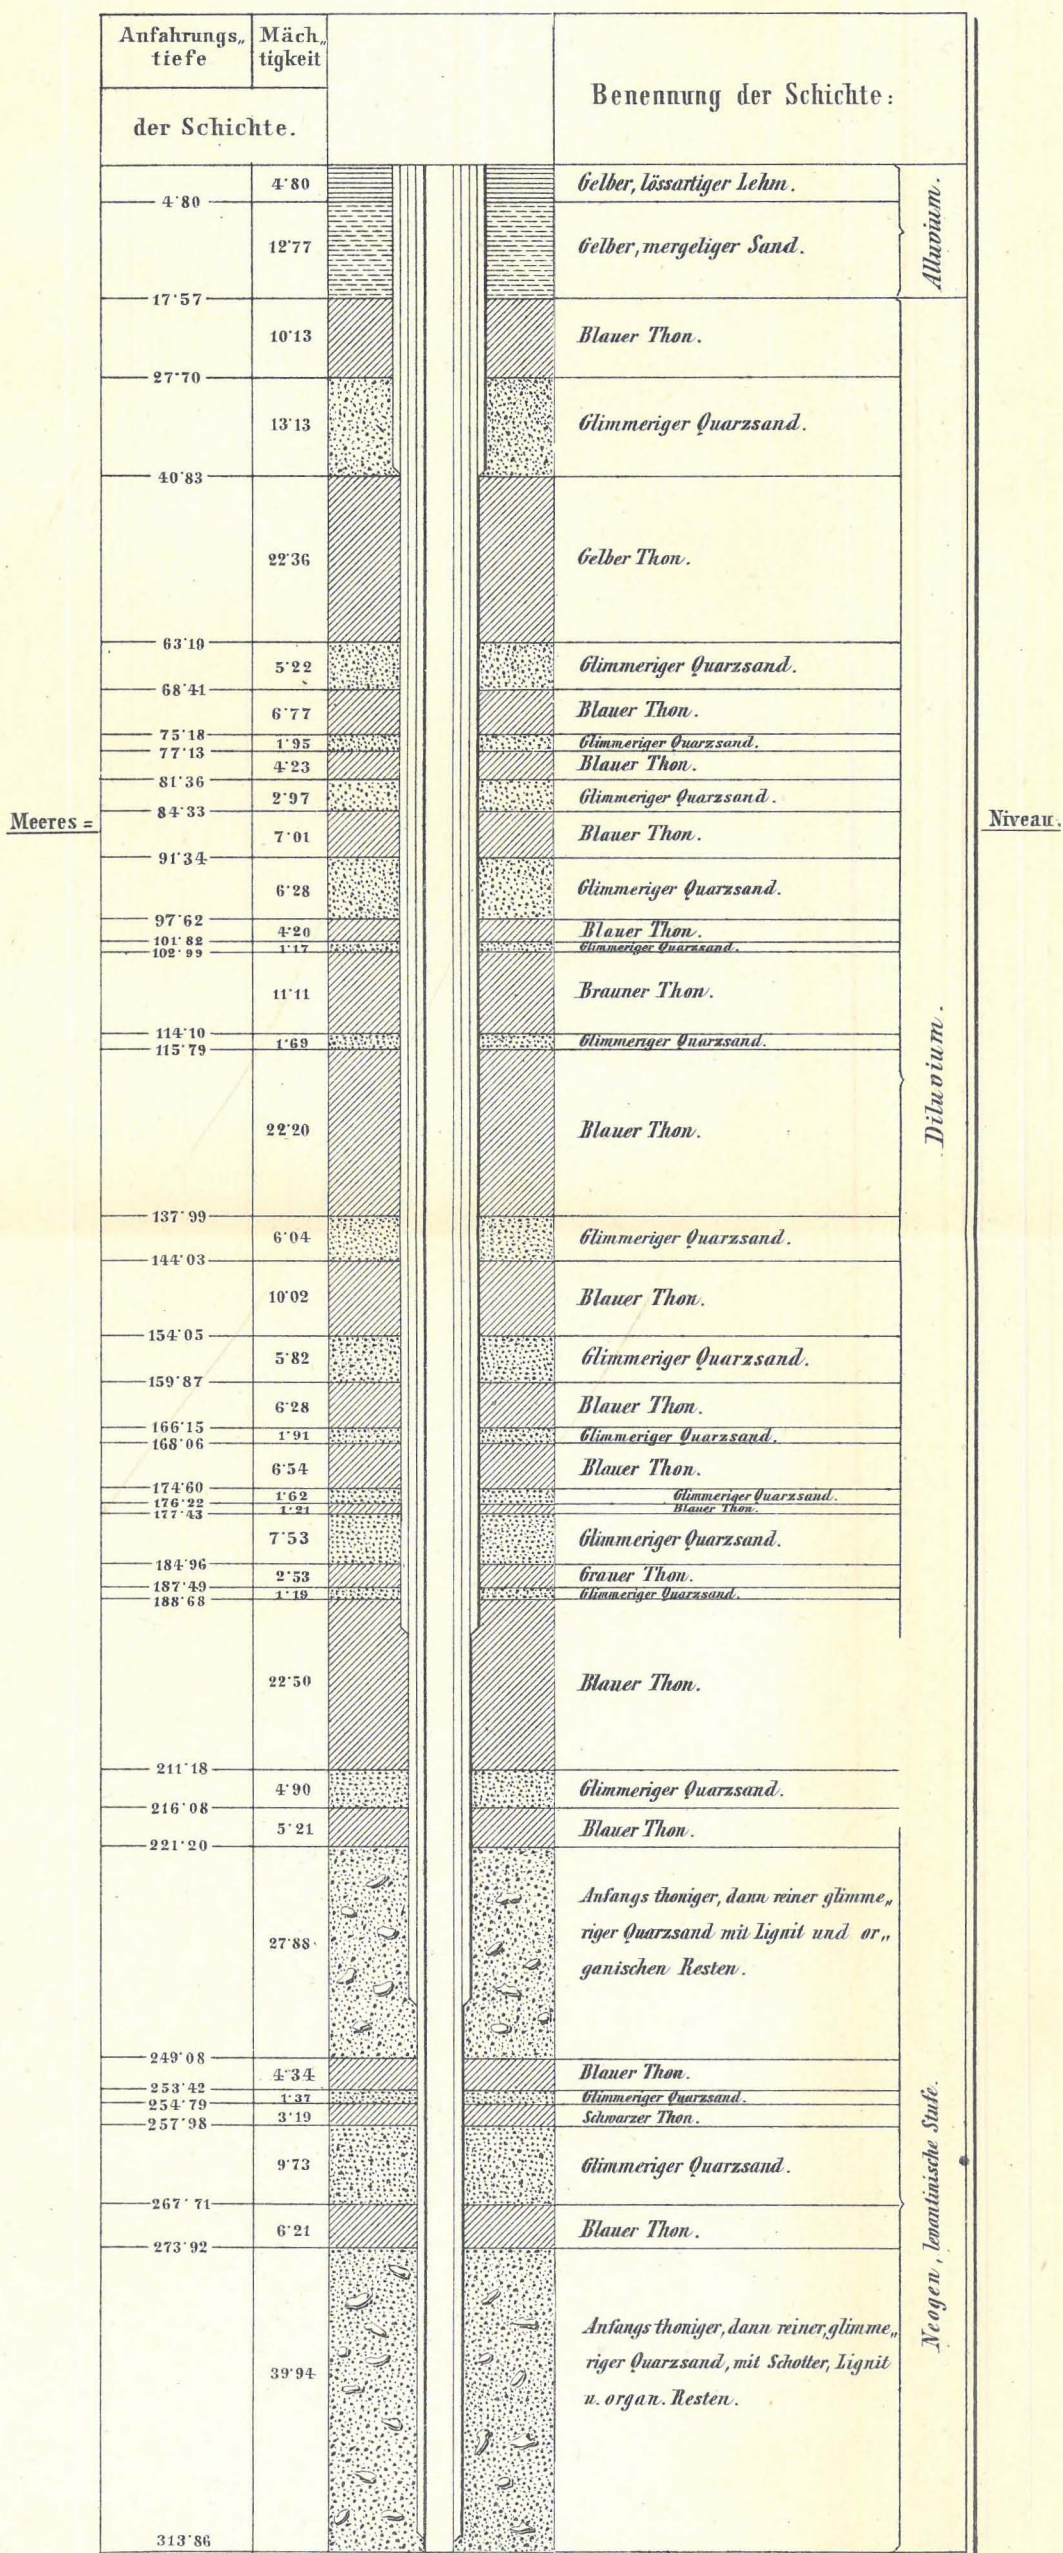 Anfahrungs„ Mäch„
tiefe tigkeit
der Schichte.
Benennung der Schichte:
4·80 Gelber, lössartiger Lehm.
4·80
12·77 Gelber, mergeliger Sand.
Alluvium.
17·57
10·13 Blauer Thon.
27·70
13·13 Glimmeriger Quarzsand.
40·83
22·36 Gelber Thon.
63·19
5·22 Glimmeriger Quarzsand.
68·41
6·77 Blauer Thon.
75·18
1·95 Glimmeriger Quarzsand.
77·13
4·23 Blauer Thon.
81·36
2·97 Glimmeriger Quarzsand.
84·33
Meeres = Niveau.
7·01 Blauer Thon.
91·34
6·28 Glimmeriger Quarzsand.
97·62
4·20 Blauer Thon.
101·82
1·17 Glimmeriger Quarzsand.
102·99
11·11 Brauner Thon.
114·10
1·69 Glimmeriger Quarzsand.
115·79
Diluvium.
22·20 Blauer Thon.
137·99
6·04 Glimmeriger Quarzsand.
144·03
10·02 Blauer Thon.
154·05
5·82 Glimmeriger Quarzsand.
159·87
6·28 Blauer Thon.
166·15
1·91 Glimmeriger Quarzsand.
168·06
6·54 Blauer Thon.
174·60
1·62 Glimmeriger Quarzsand.
176·22
1·21 Blauer Thon.
177·43
7·53 Glimmeriger Quarzsand.
184·96
2·53 Grauer Thon.
187·49
1·19 Glimmeriger Quarzsand.
188·68
22·50 Blauer Thon.
211·18
4·90 Glimmeriger Quarzsand.
216·08
5·21 Blauer Thon.
221·20
Anfangs thoniger, dann reiner glimme„
27·88 riger Quarzsand mit Lignit und or„
ganischen Resten.
249·08
4·34 Blauer Thon.
253·42
1·37 Glimmeriger Quarzsand.
254·79
3·19 Schwarzer Thon.
257·98
9·73 Glimmeriger Quarzsand.
267·71
6·21 Blauer Thon.
273·92
Neogen, levantinische Stufe.
Anfangs thoniger, dann reiner, glimme„
39·94 riger Quarzsand, mit Schotter, Lignit
u. organ. Resten.
313·86